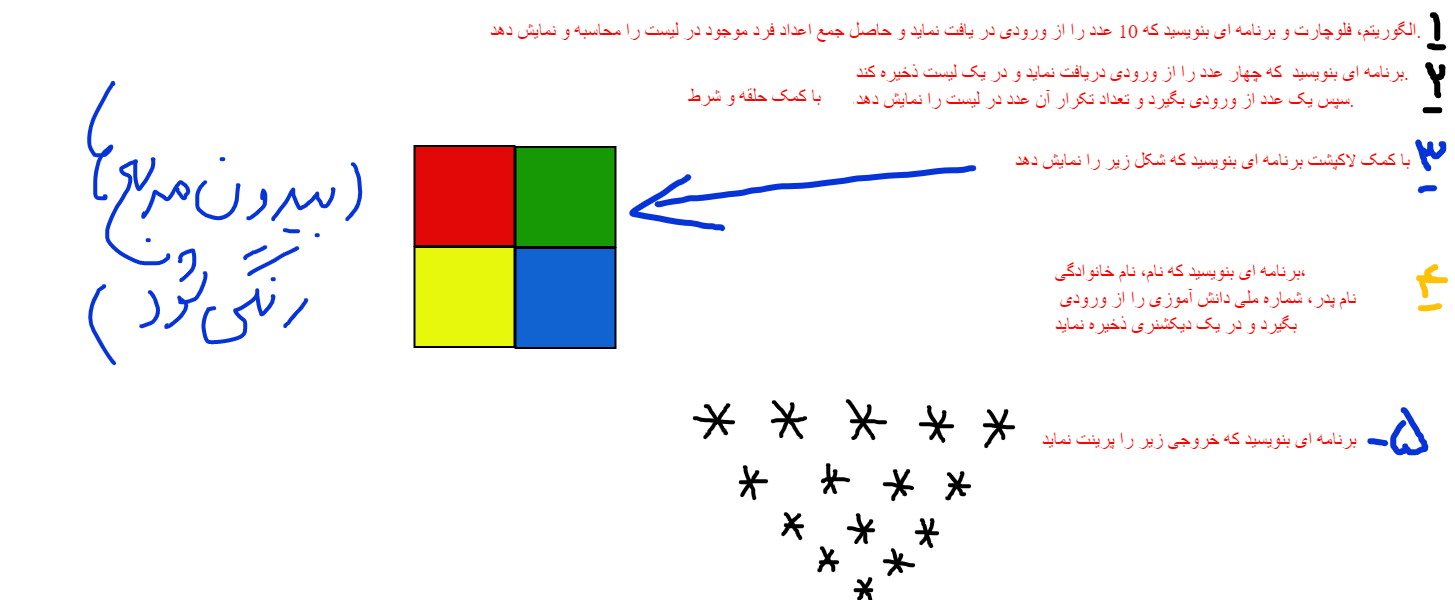 ۱ الگوریتم، فلوچارت و برنامه ای بنویسید که 10 عدد را از ورودی در یافت نماید و حاصل جمع اعداد فرد موجود در لیست را محاسبه و نمایش دهد.
۲ برنامه ای بنویسید که چهار عدد را از ورودی دریافت نماید و در یک لیست ذخیره کند.
سپس یک عدد از ورودی بگیرد و تعداد تکرار آن عدد در لیست را نمایش دهد. با کمک حلقه و شرط
۳ با کمک لاکپشت برنامه ای بنویسید که شکل زیر را نمایش دهد
(بیرون مربع ها
رنگی شود)
۴ برنامه ای بنویسید که نام، نام خانوادگی،
نام پدر، شماره ملی دانش آموزی را از ورودی
بگیرد و در یک دیکشنری ذخیره نماید
۵- برنامه ای بنویسید که خروجی زیر را پرینت نماید
* * * * *
* * * *
* * *
* *
*